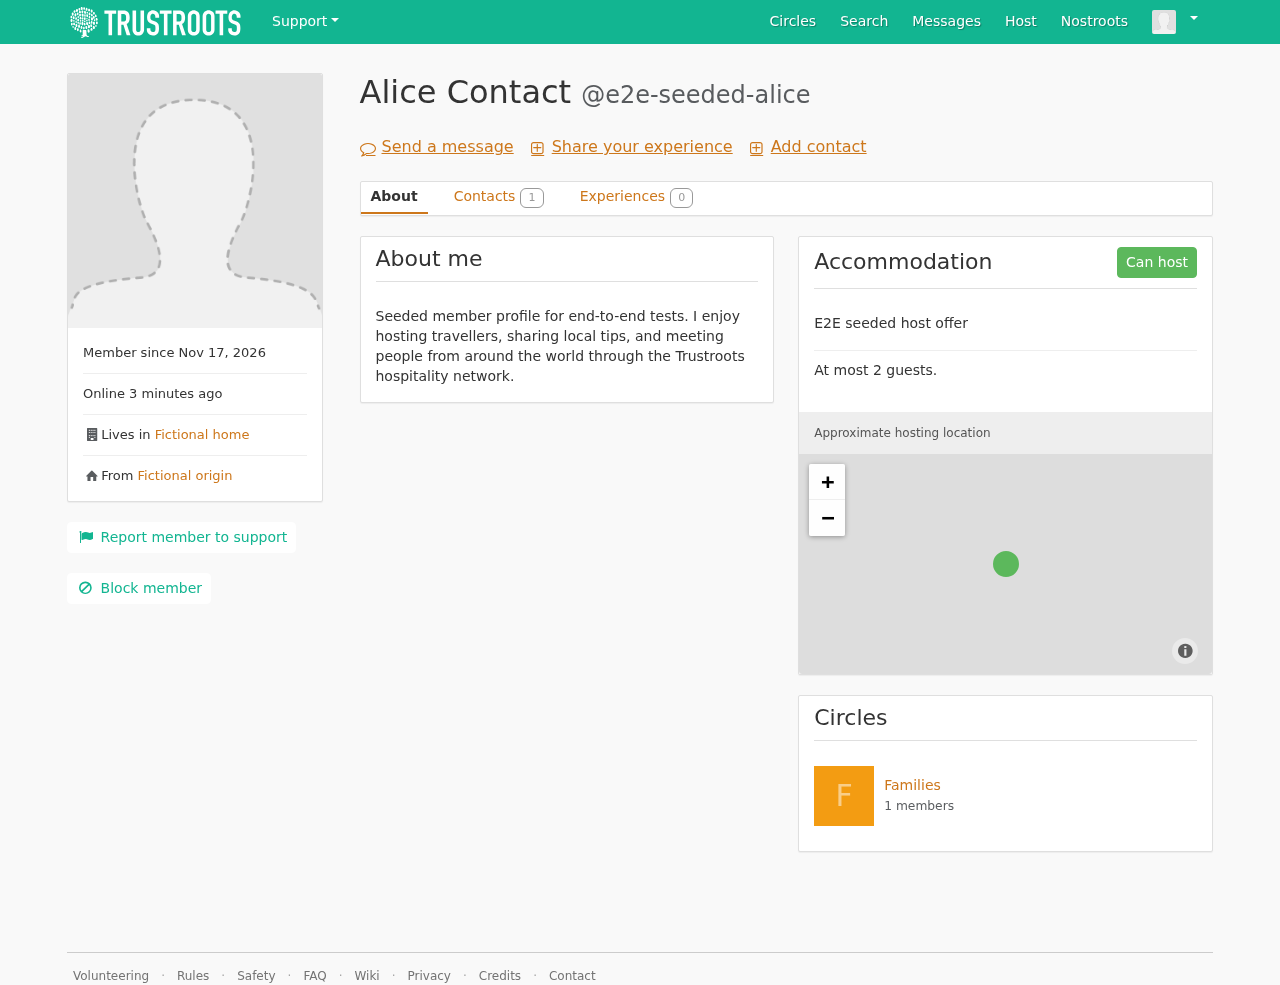 TRUSTROOTS
Support
Circles
Search
Messages
Host
Nostroots
Alice Contact @e2e-seeded-alice
Send a message
Share your experience
Add contact
About
Contacts 1
Experiences 0
Member since Nov 17, 2026
Online 3 minutes ago
Lives in Fictional home
From Fictional origin
Report member to support
Block member
About me
Seeded member profile for end-to-end tests. I enjoy
hosting travellers, sharing local tips, and meeting
people from around the world through the Trustroots
hospitality network.
Accommodation
Can host
E2E seeded host offer
At most 2 guests.
Approximate hosting location
+
−
Circles
F
Families
1 members
Volunteering · Rules · Safety · FAQ · Wiki · Privacy · Credits · Contact